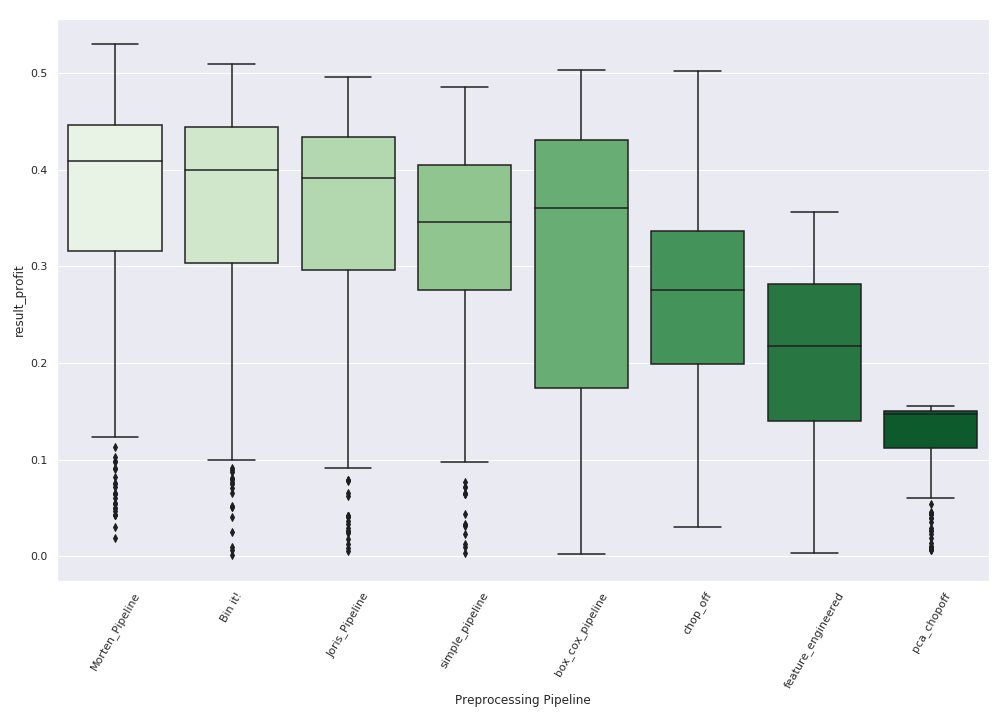 0.5
0.4
0.3
0.2
0.1
0.0
result_profit
Morten_Pipeline
Bin it!
Joris_Pipeline
simple_pipeline
box_cox_pipeline
chop_off
feature_engineered
pca_chopoff
Preprocessing Pipeline